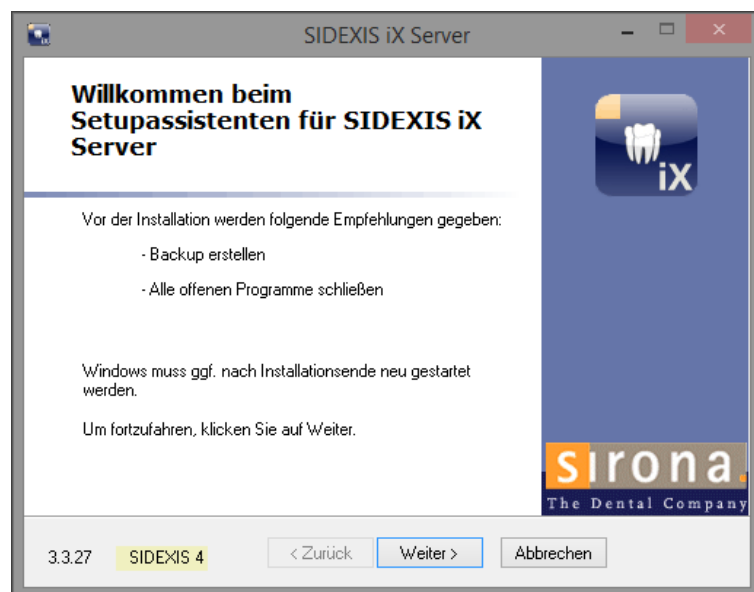 SIDEXIS iX Server
Willkommen beim
Setupassistenten für SIDEXIS iX
Server
iX
Vor der Installation werden folgende Empfehlungen gegeben:
- Backup erstellen
- Alle offenen Programme schließen
Windows muss ggf. nach Installationsende neu gestartet
werden.
Um fortzufahren, klicken Sie auf Weiter.
sırona.
The Dental Company
3.3.27 SIDEXIS 4 < Zurück Weiter > Abbrechen